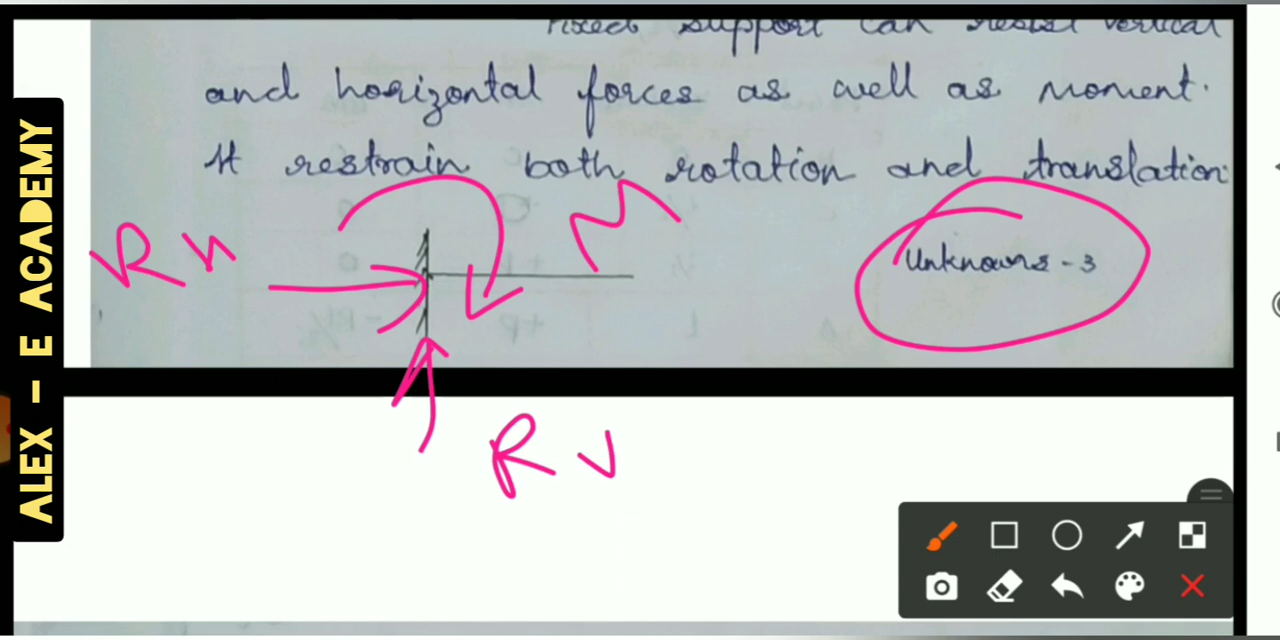 Fixed support can resist vertical
and horizontal forces as well as moment.
It restrain both rotation and translation.
Unknowns - 3
RH
M
RV
ALEX – E ACADEMY